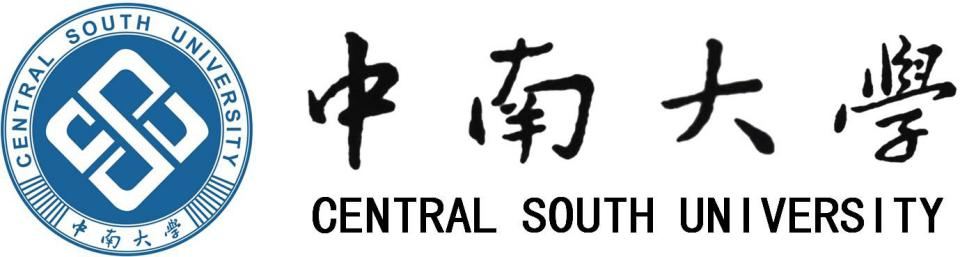 CENTRAL SOUTH UNIVERSITY
中南大學
中南大學
CENTRAL SOUTH UNIVERSITY